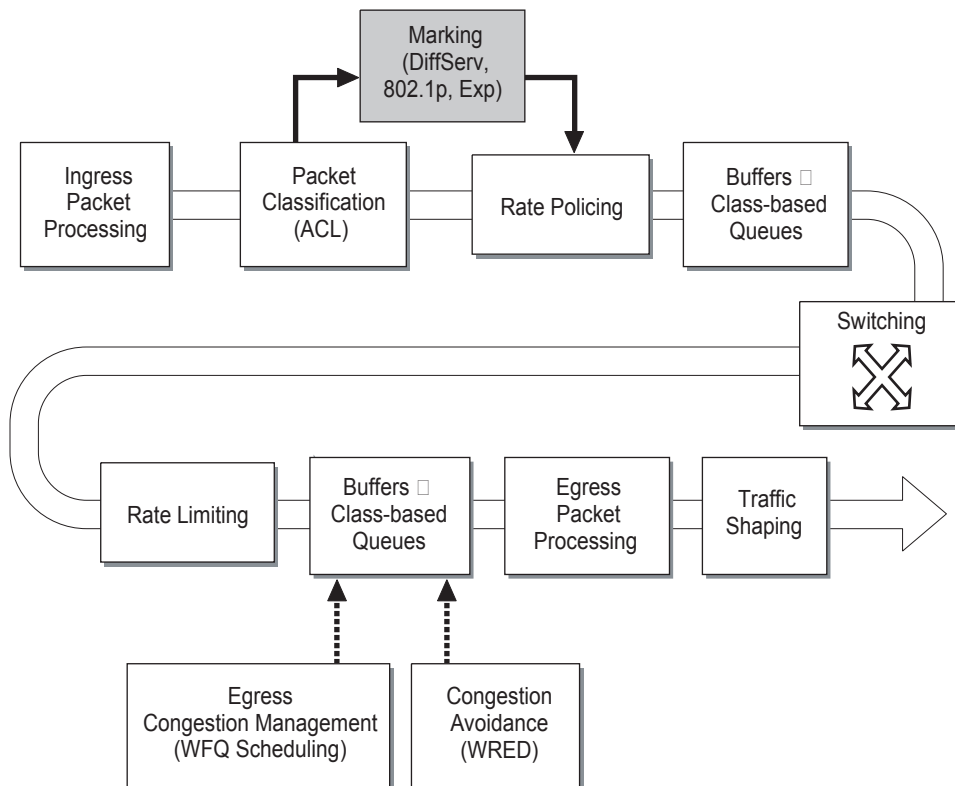 Marking
(DiffServ,
802.1p, Exp)
Ingress
Packet
Processing
Packet
Classification
(ACL)
Rate Policing
Buffers □
Class-based
Queues
Switching
Rate Limiting
Buffers □
Class-based
Queues
Egress
Packet
Processing
Traffic
Shaping
Egress
Congestion Management
(WFQ Scheduling)
Congestion
Avoidance
(WRED)